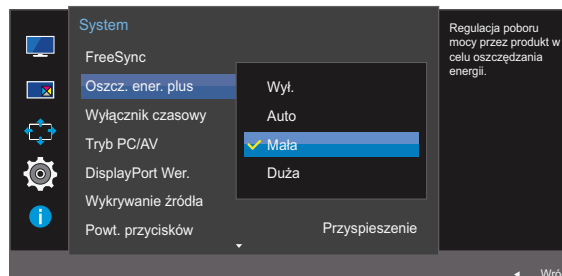 System
FreeSync
Oszcz. ener. plus
Wyłącznik czasowy
Tryb PC/AV
DisplayPort Wer.
Wykrywanie źródła
Powt. przycisków
Wył.
Auto
Mała
Duża
Przyspieszenie
Regulacja poboru
mocy przez produkt w
celu oszczędzania
energii.